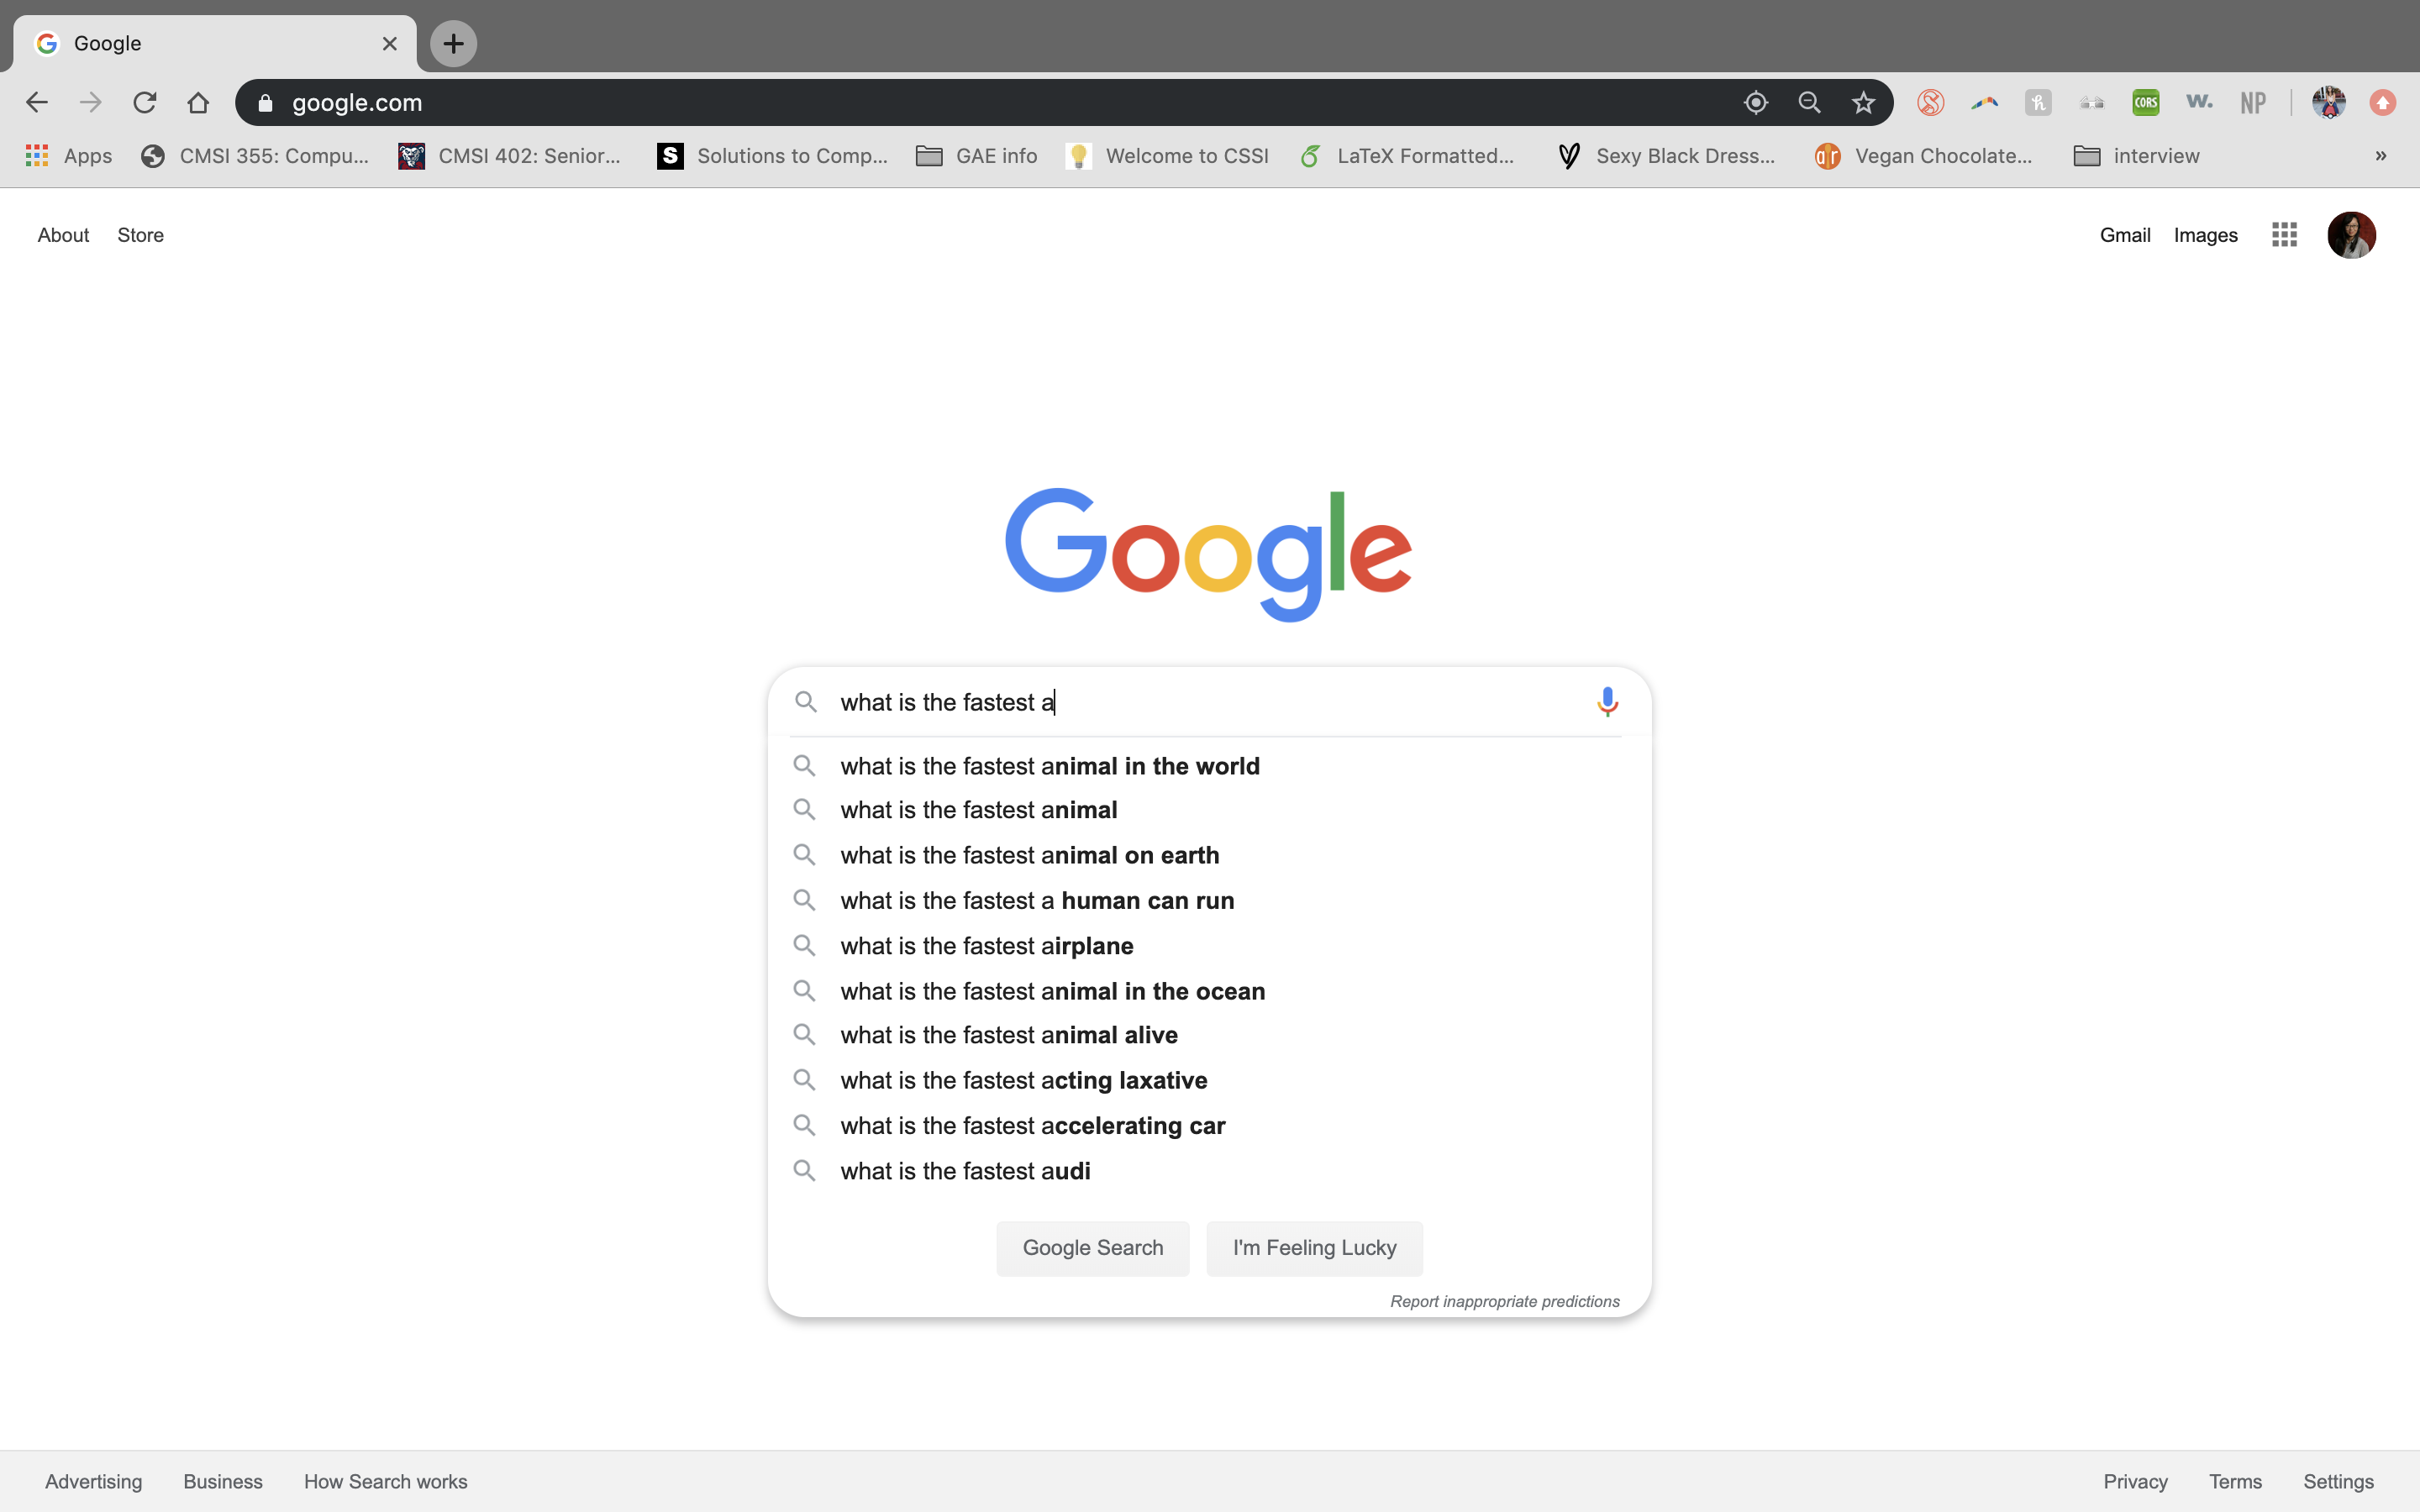 Google
google.com
Apps CMSI 355: Compu... CMSI 402: Senior... S Solutions to Comp... GAE info Welcome to CSSI LaTeX Formatted... Sexy Black Dress... ar Vegan Chocolate... interview »
CORS w. NP
About Store Gmail Images
Google
what is the fastest a
what is the fastest animal in the world
what is the fastest animal
what is the fastest animal on earth
what is the fastest a human can run
what is the fastest airplane
what is the fastest animal in the ocean
what is the fastest animal alive
what is the fastest acting laxative
what is the fastest accelerating car
what is the fastest audi
Google Search I'm Feeling Lucky
Report inappropriate predictions
Advertising Business How Search works Privacy Terms Settings